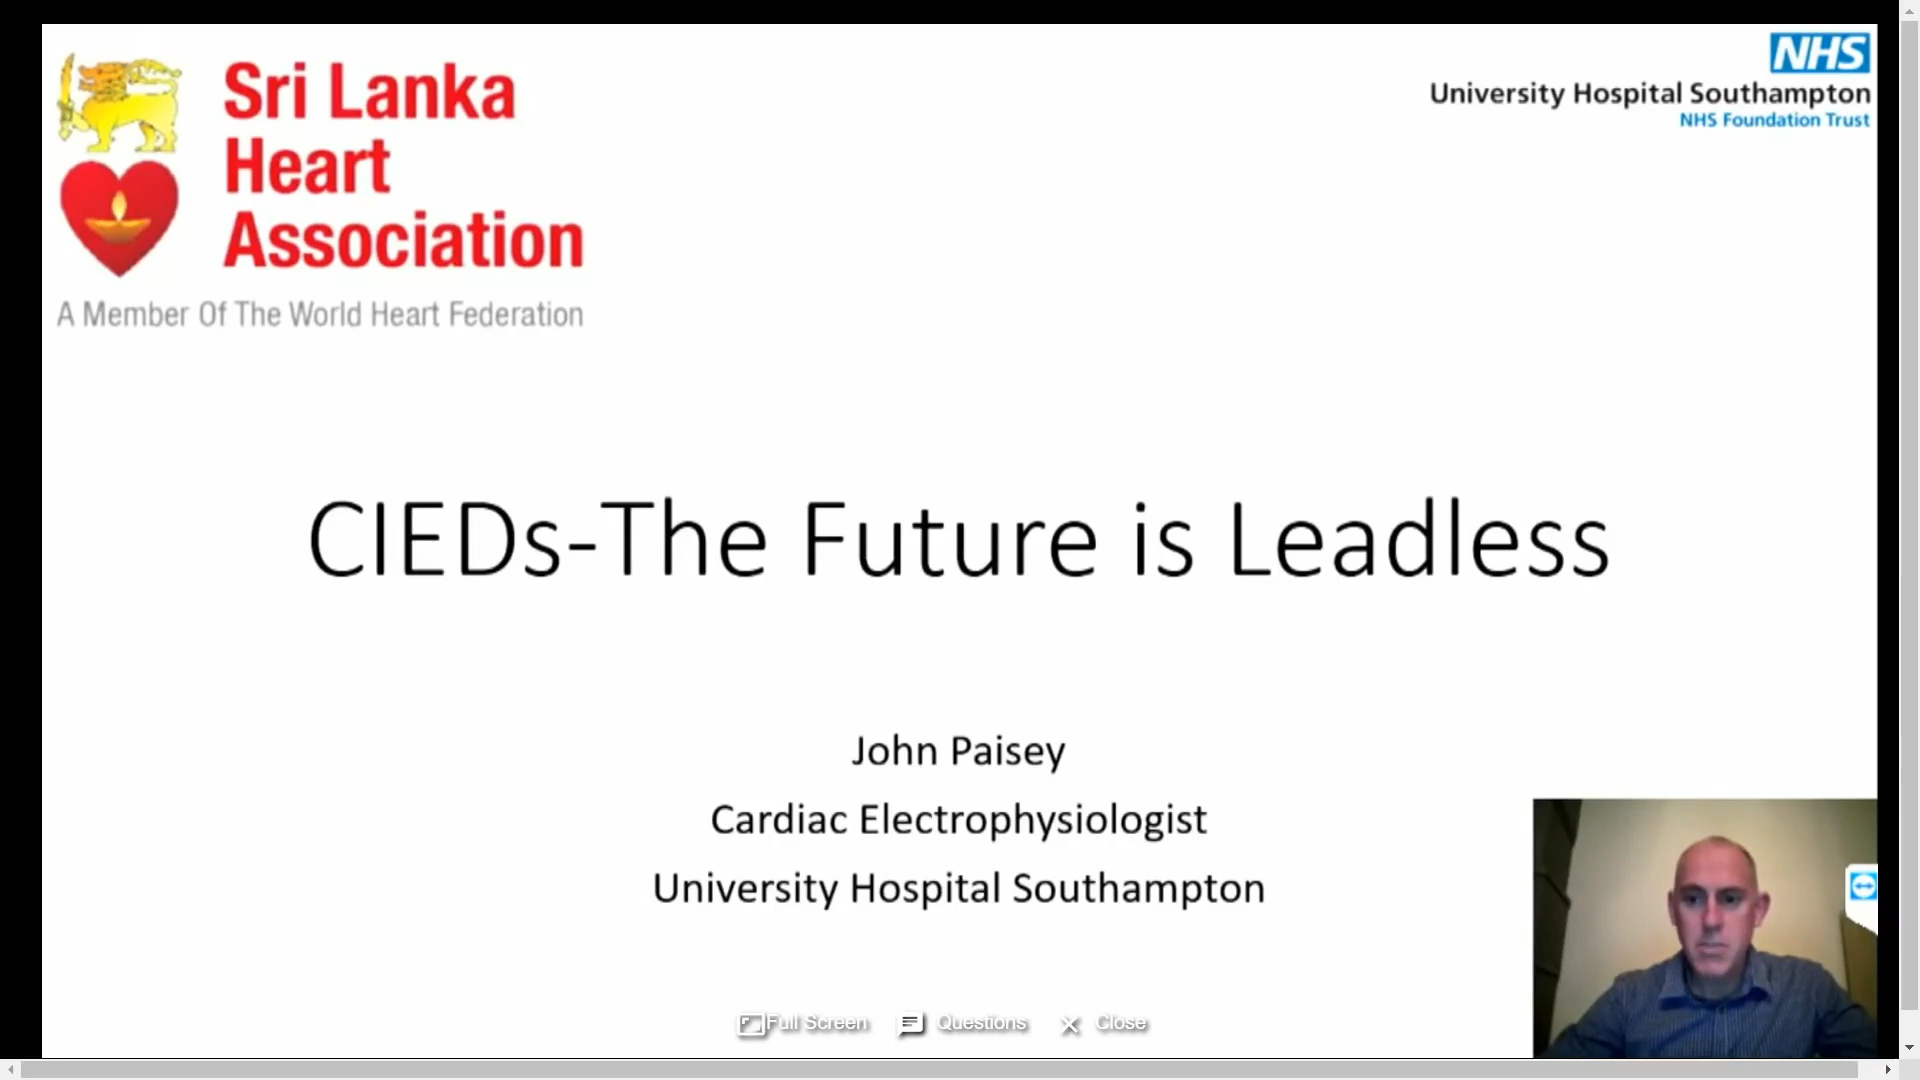 Sri Lanka
Heart
Association
A Member Of The World Heart Federation
NHS
University Hospital Southampton
NHS Foundation Trust
CIEDs-The Future is Leadless
John Paisey
Cardiac Electrophysiologist
University Hospital Southampton
Full Screen
Questions
Close